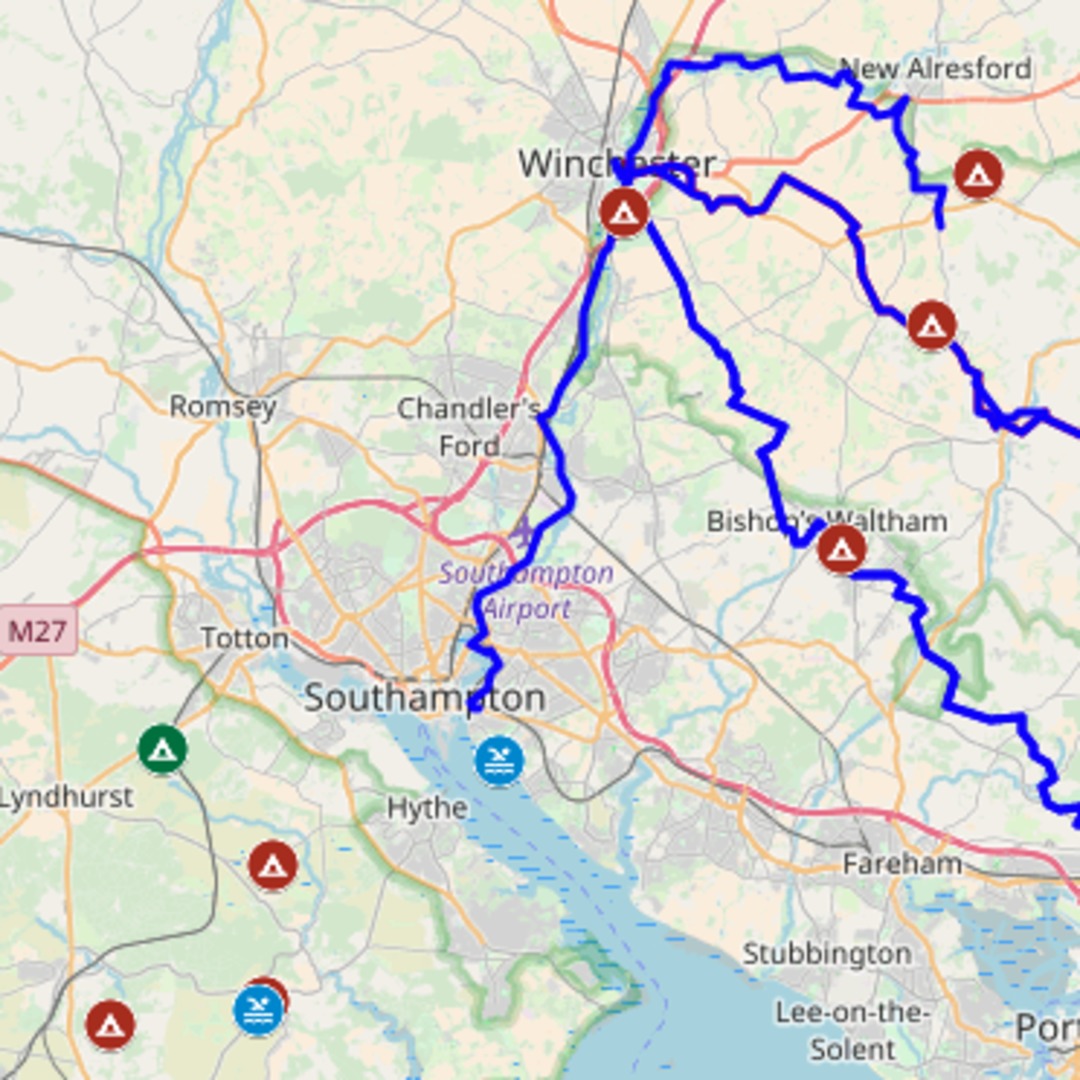 New Alresford
Winchester
Romsey
Chandler's
Ford
Bishop's Waltham
Southampton
Airport
M27
Totton
Southampton
Lyndhurst
Hythe
Fareham
Stubbington
Lee-on-the-
Solent
Port